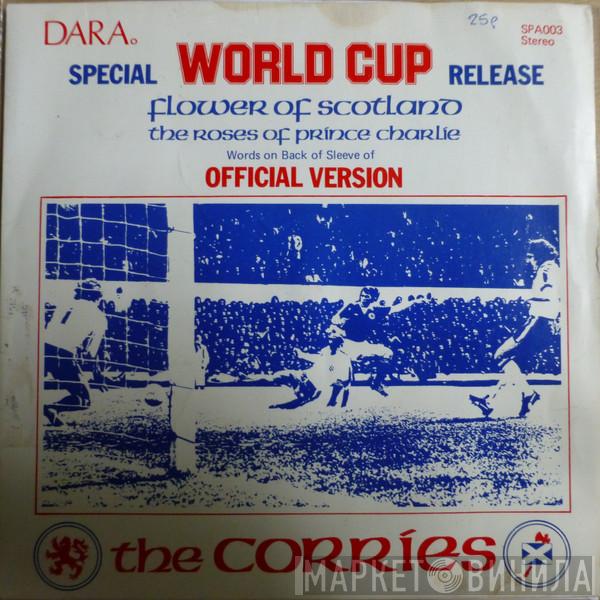 DARA.
25p
SPA003
Stereo
SPECIAL WORLD CUP RELEASE
flower of scotland
the roses of prince charlie
Words on Back of Sleeve of
OFFICIAL VERSION
the CORRIES
МАРКЕТ ВИНИЛА